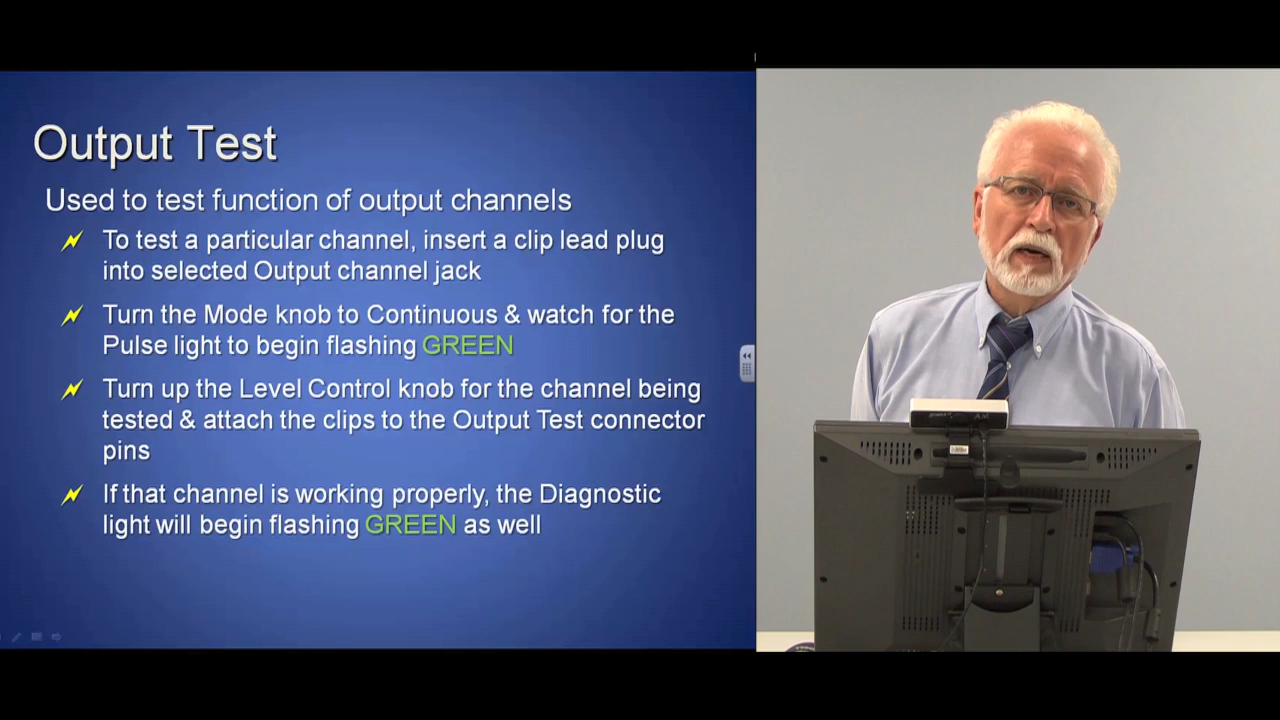 Output Test
Used to test function of output channels
To test a particular channel, insert a clip lead plug
into selected Output channel jack
Turn the Mode knob to Continuous & watch for the
Pulse light to begin flashing GREEN
Turn up the Level Control knob for the channel being
tested & attach the clips to the Output Test connector
pins
If that channel is working properly, the Diagnostic
light will begin flashing GREEN as well